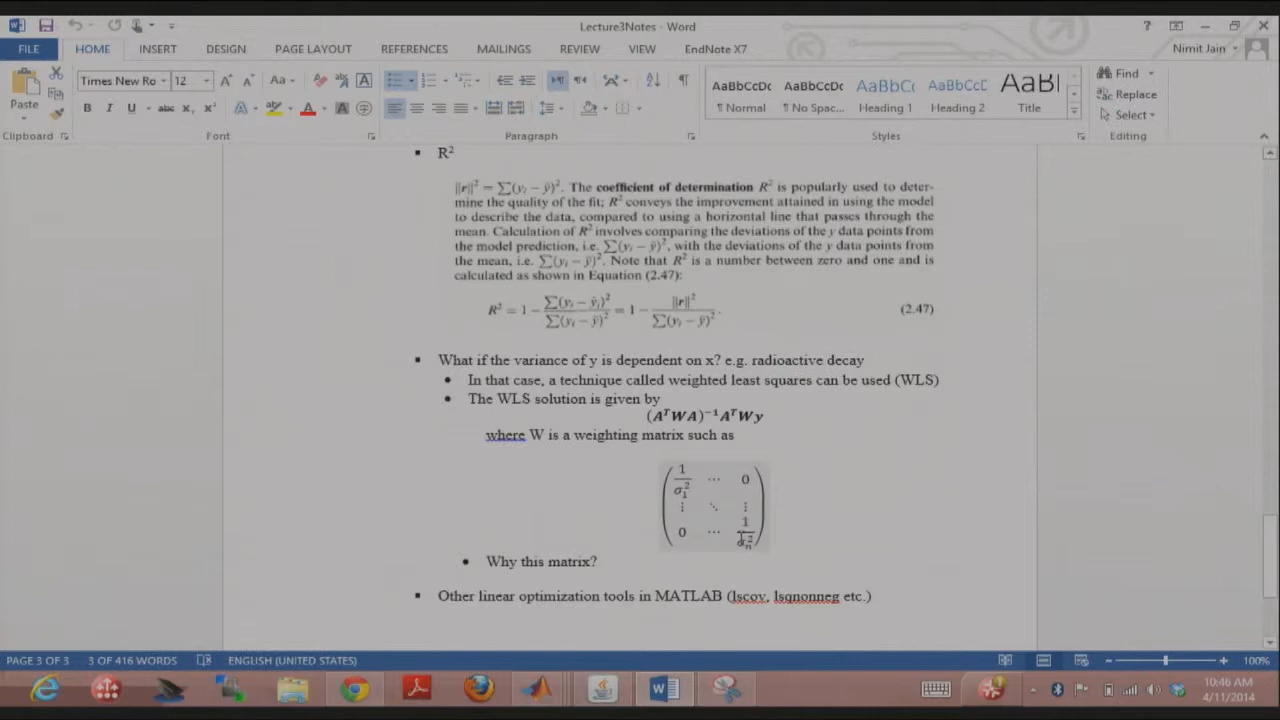 Lecture3Notes - Word
FILE HOME INSERT DESIGN PAGE LAYOUT REFERENCES MAILINGS REVIEW VIEW EndNote X7 Nimit Jain
Times New Ro 12 Aa AaBbCcDc AaBbCcDc AaBbC AaBbCcD AaBl Find
Paste B I U abc x₂ x² A ¶ Normal ¶ No Spac... Heading 1 Heading 2 Title Replace
Select
Clipboard Font Paragraph Styles Editing
▪ R²
||r||² = ∑(yᵢ − ŷ)². The coefficient of determination R² is popularly used to deter-
mine the quality of the fit; R² conveys the improvement attained in using the model
to describe the data, compared to using a horizontal line that passes through the
mean. Calculation of R² involves comparing the deviations of the y data points from
the model prediction, i.e. ∑(yᵢ − ŷ)², with the deviations of the y data points from
the mean, i.e. ∑(yᵢ − ȳ)². Note that R² is a number between zero and one and is
calculated as shown in Equation (2.47):
R² = 1 − ∑(yᵢ − ŷᵢ)² / ∑(yᵢ − ȳ)² = 1 − ||r||² / ∑(yᵢ − ȳ)². (2.47)
▪ What if the variance of y is dependent on x? e.g. radioactive decay
• In that case, a technique called weighted least squares can be used (WLS)
• The WLS solution is given by
(AᵀWA)⁻¹AᵀWy
where W is a weighting matrix such as
1/σ₁² ⋯ 0
⋮ ⋱ ⋮
0 ⋯ 1/σₙ²
• Why this matrix?
▪ Other linear optimization tools in MATLAB (lscov, lsqnonneg etc.)
PAGE 3 OF 3 3 OF 416 WORDS ENGLISH (UNITED STATES) 100%
10:46 AM
4/11/2014